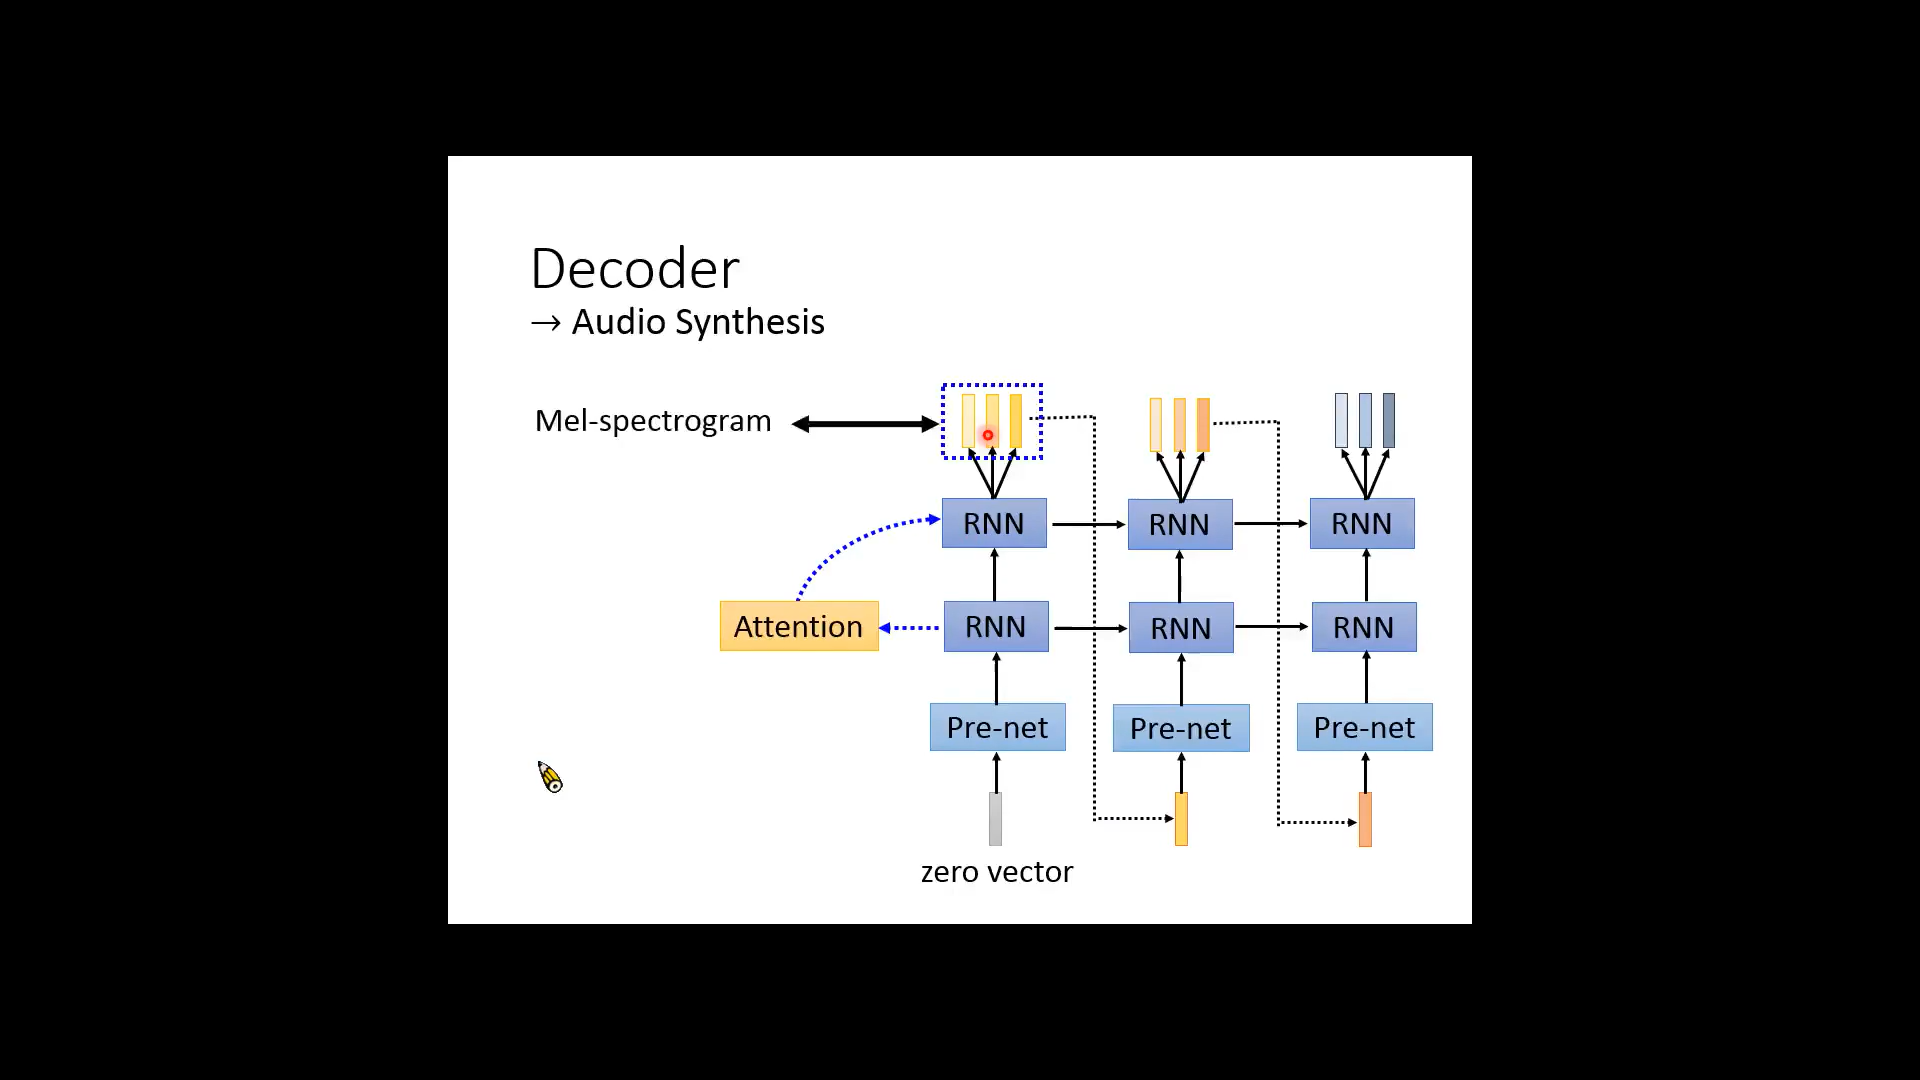 Decoder
→ Audio Synthesis
Mel-spectrogram
RNN RNN RNN
Attention RNN RNN RNN
Pre-net Pre-net Pre-net
zero vector